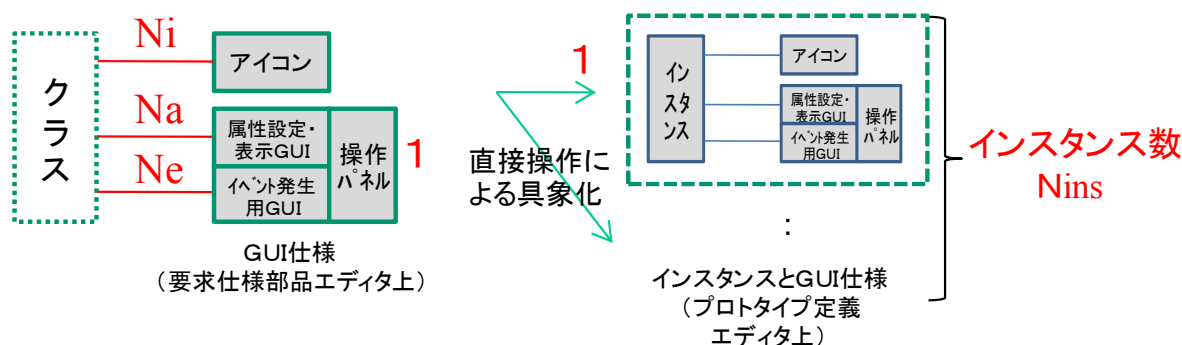 クラス
Ni
Na
Ne
アイコン
属性設定・
表示GUI
イベント発生
用GUI
操作
パネル
1
GUI仕様
（要求仕様部品エディタ上）
直接操作に
よる具象化
1
インスタンス
アイコン
属性設定・
表示GUI
イベント発生
用GUI
操作
パネル
：
インスタンスとGUI仕様
（プロトタイプ定義
エディタ上）
インスタンス数
Nins